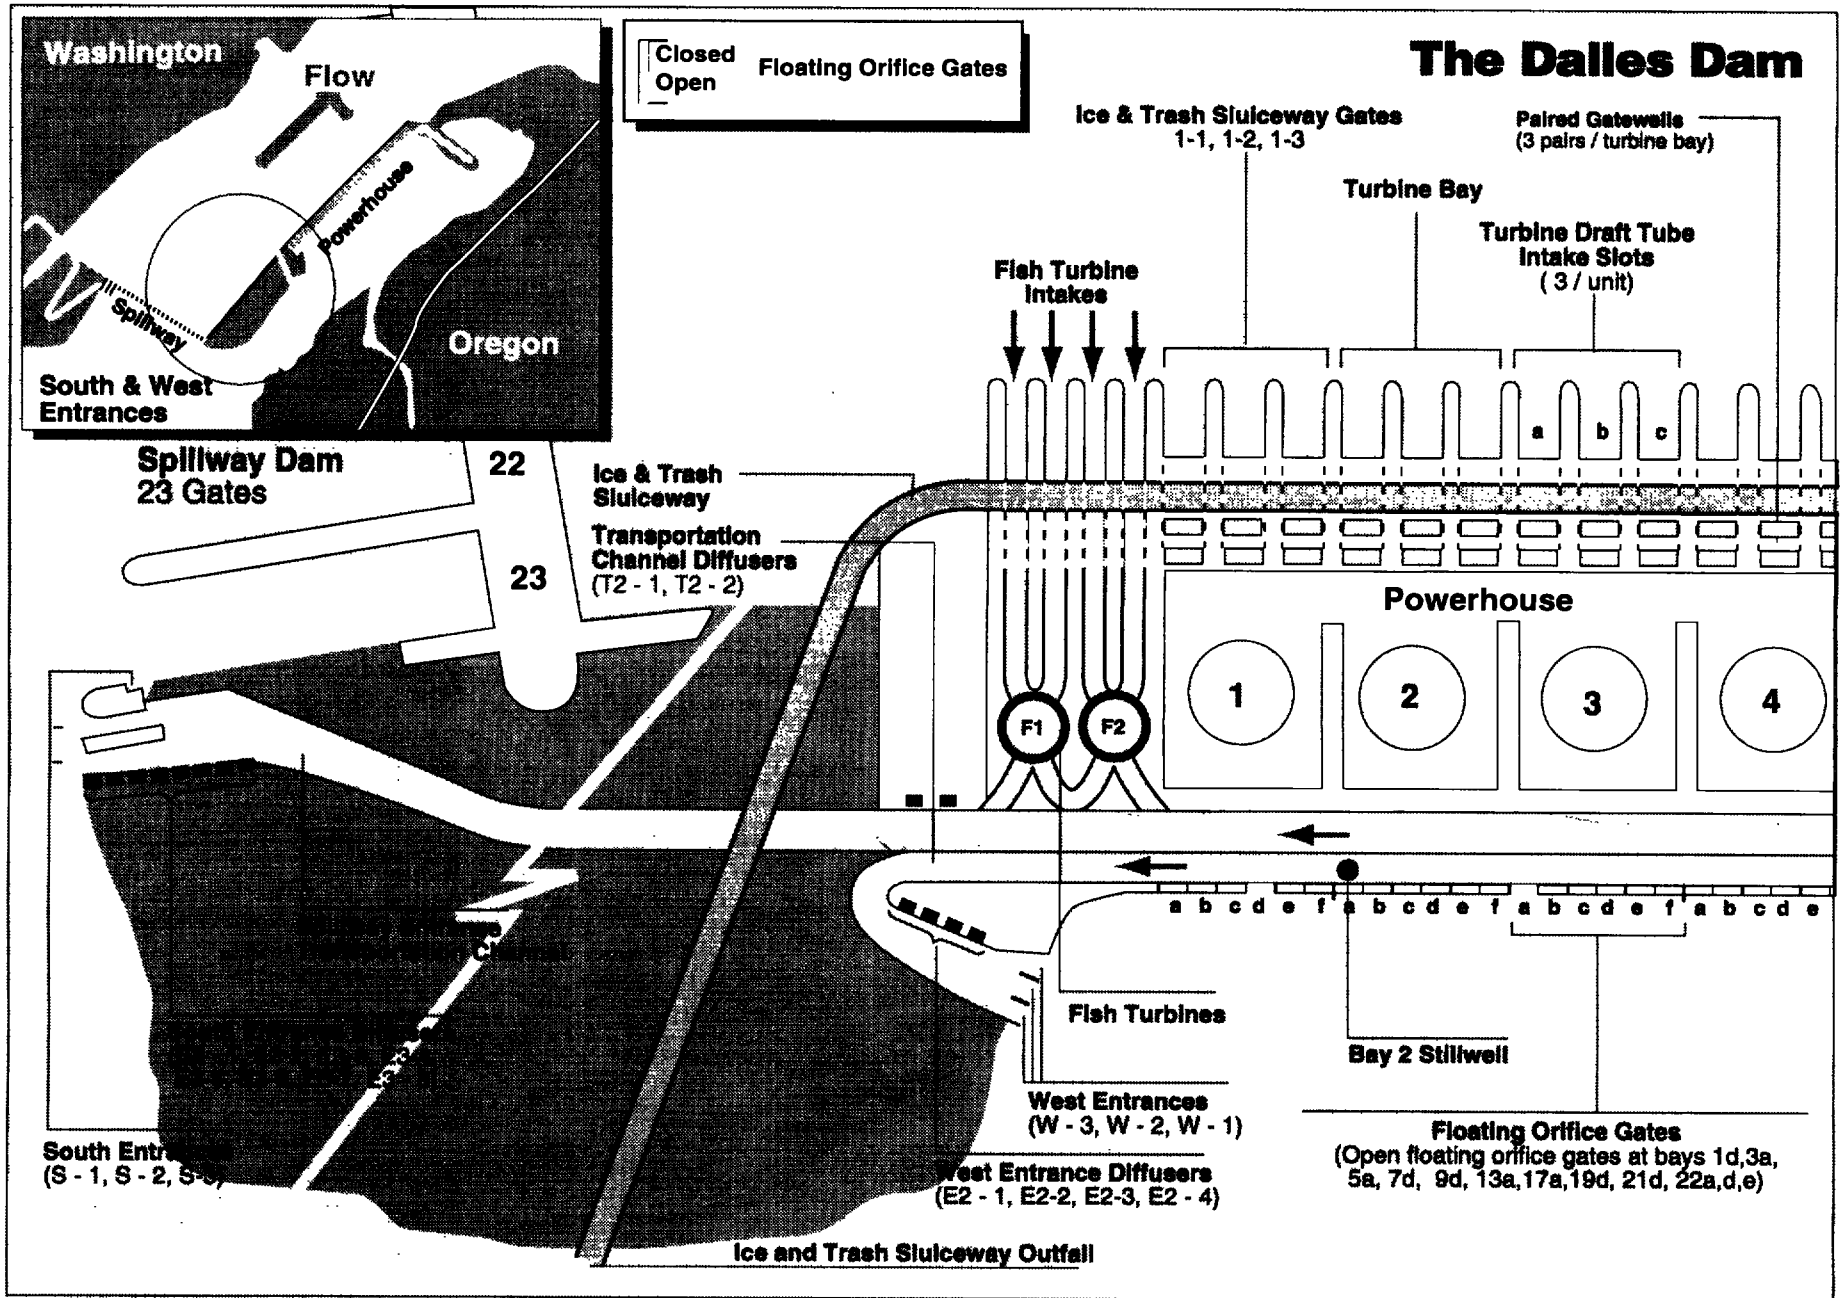 Washington
Flow
Powerhouse
Spillway
Oregon
South & West
Entrances
Closed
Open
Floating Orifice Gates
The Dalles Dam
Ice & Trash Sluiceway Gates
1-1, 1-2, 1-3
Paired Gatewells
(3 pairs / turbine bay)
Turbine Bay
Turbine Draft Tube
Intake Slots
( 3 / unit)
Fish Turbine
Intakes
a b c
Spillway Dam
23 Gates
22
23
Ice & Trash
Sluiceway
Transportation
Channel Diffusers
(T2 - 1, T2 - 2)
Powerhouse
1 2 3 4
F1 F2
a b c d e f a b c d e f a b c d e f a b c d e
Fish Turbines
Bay 2 Stillwell
West Entrances
(W - 3, W - 2, W - 1)
Floating Orifice Gates
(Open floating orifice gates at bays 1d,3a,
5a, 7d, 9d, 13a,17a,19d, 21d, 22a,d,e)
South
(S - 1, S - 2,
West Entrance Diffusers
(E2 - 1, E2-2, E2-3, E2 - 4)
Ice and Trash Sluiceway Outfall